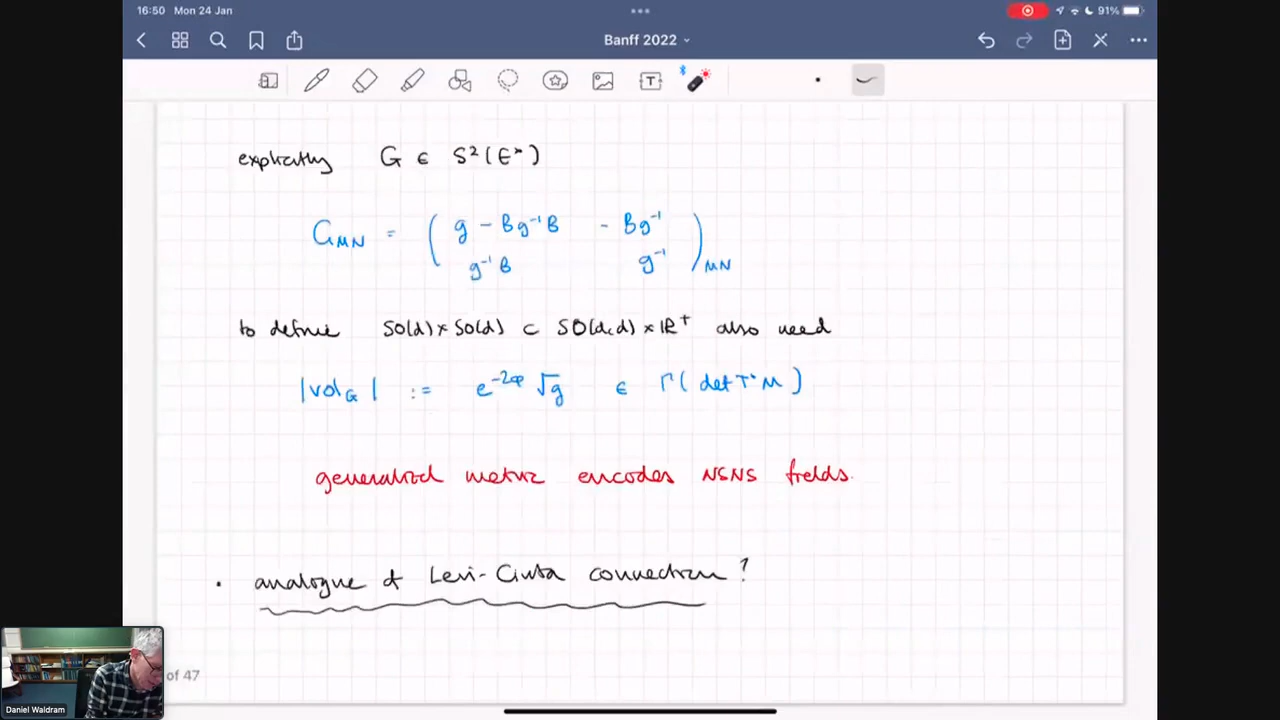 16:50 Mon 24 Jan
91%
Banff 2022
explicitly G ∈ S²(E*)
G_MN = ( g - Bg⁻¹B   - Bg⁻¹
g⁻¹B   g⁻¹ )_MN
to define SO(d) × SO(d) ⊂ SO(d,d) × ℝ⁺ also need
|vol_G| := e^{-2φ} √g ∈ Γ(det T*M)
generalised metric encodes NSNS fields.
• analogue of Levi-Civita connection?
of 47
Daniel Waldram